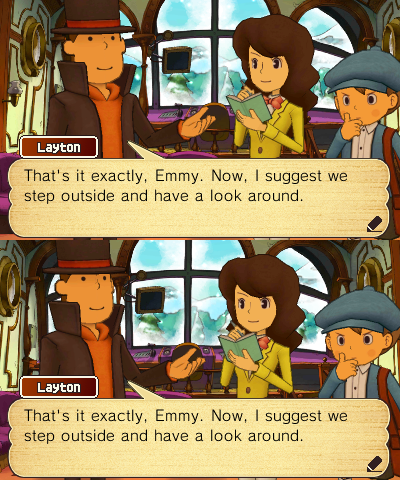 Layton
That's it exactly, Emmy. Now, I suggest we
step outside and have a look around.
Layton
That's it exactly, Emmy. Now, I suggest we
step outside and have a look around.